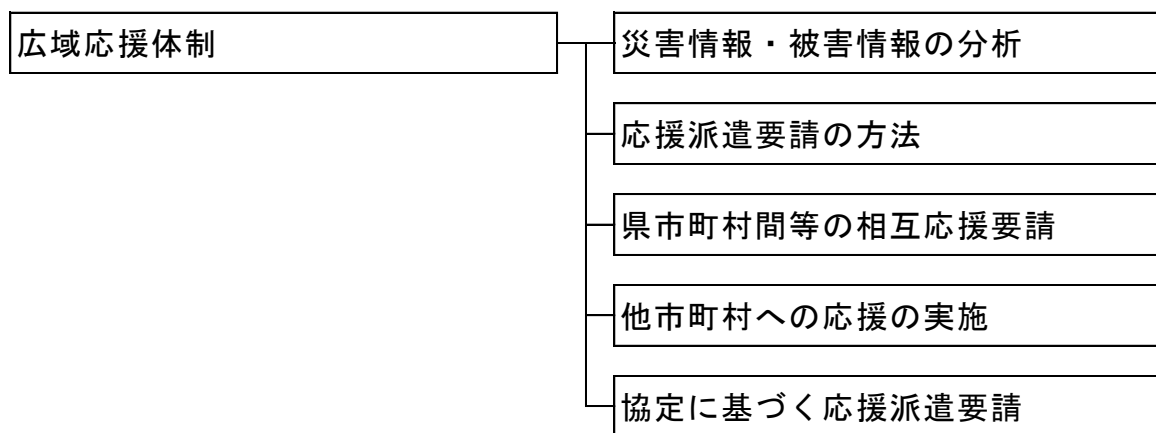 広域応援体制
災害情報・被害情報の分析
応援派遣要請の方法
県市町村間等の相互応援要請
他市町村への応援の実施
協定に基づく応援派遣要請